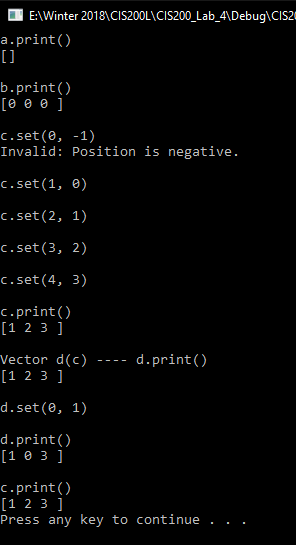 E:\Winter 2018\CIS200L\CIS200_Lab_4\Debug\CIS20
a.print()
[]
b.print()
[0 0 0 ]
c.set(0, -1)
Invalid: Position is negative.
c.set(1, 0)
c.set(2, 1)
c.set(3, 2)
c.set(4, 3)
c.print()
[1 2 3 ]
Vector d(c) ---- d.print()
[1 2 3 ]
d.set(0, 1)
d.print()
[1 0 3 ]
c.print()
[1 2 3 ]
Press any key to continue . . .